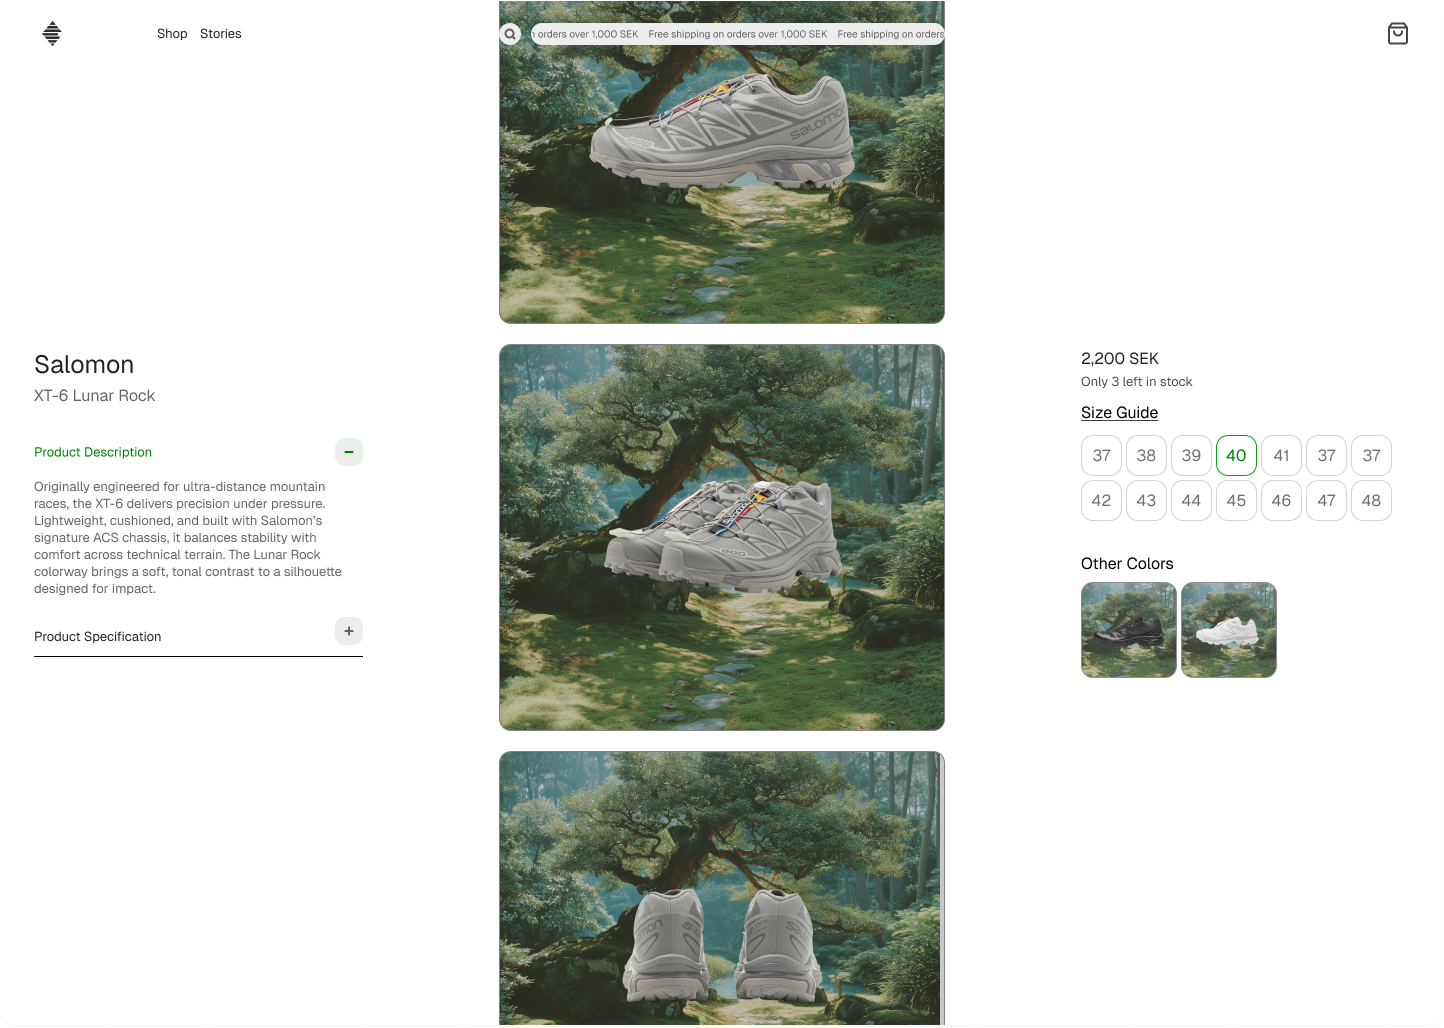 Shop Stories
orders over 1,000 SEK Free shipping on orders over 1,000 SEK Free shipping on orders
Salomon
XT-6 Lunar Rock
Product Description
Originally engineered for ultra-distance mountain
races, the XT-6 delivers precision under pressure.
Lightweight, cushioned, and built with Salomon's
signature ACS chassis, it balances stability with
comfort across technical terrain. The Lunar Rock
colorway brings a soft, tonal contrast to a silhouette
designed for impact.
Product Specification
2,200 SEK
Only 3 left in stock
Size Guide
37 38 39 40 41 37 37
42 43 44 45 46 47 48
Other Colors